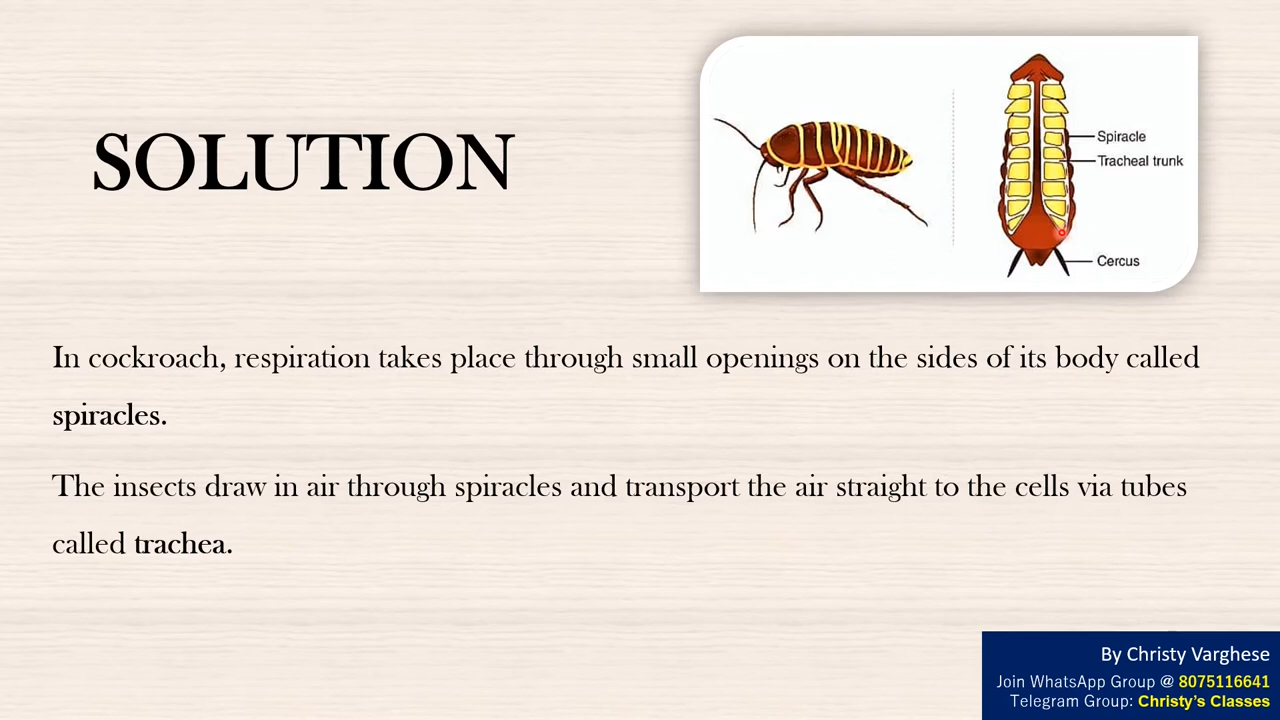 SOLUTION
Spiracle
Tracheal trunk
Cercus
In cockroach, respiration takes place through small openings on the sides of its body called
spiracles.
The insects draw in air through spiracles and transport the air straight to the cells via tubes
called trachea.
By Christy Varghese
Join WhatsApp Group @ 8075116641
Telegram Group: Christy's Classes